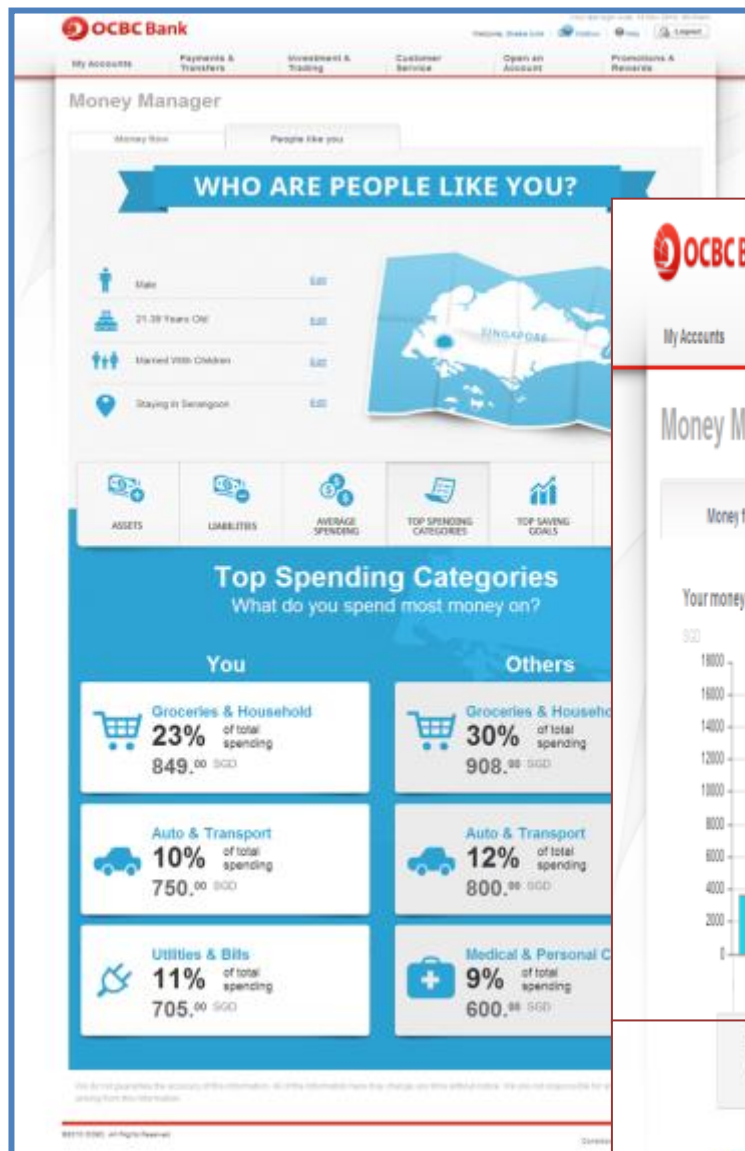 OCBC Bank
Logout
My Accounts
Payments & Transfers
Investment & Trading
Customer Service
Open an Account
Promotions & Rewards
Money Manager
People like you
WHO ARE PEOPLE LIKE YOU?
Male Edit
Years Old Edit
Married With Children Edit
Staying in Serangoon Edit
SINGAPORE
ASSETS
LIABILITIES
AVERAGE SPENDING
TOP SPENDING CATEGORIES
TOP SAVING GOALS
Top Spending Categories
What do you spend most money on?
You
Groceries & Household
23% of total spending
849.00 SGD
Auto & Transport
10% of total spending
750.00 SGD
Utilities & Bills
11% of total spending
705.00 SGD
Others
Groceries & Househo
30% of total spending
908.00 SGD
Auto & Transport
12% of total spending
800.00 SGD
Medical & Personal C
9% of total spending
600.00 SGD
OCBC B
My Accounts
Money M
Money f
Your money
SGD
18000
16000
14000
12000
10000
8000
6000
4000
2000
0